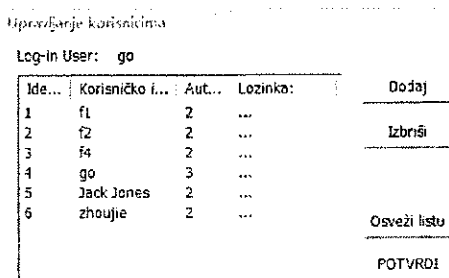 Upravljanje korisnicima
Log-in User: go
Ide... Korisničko i... Aut... Lozinka:
1 f1 2 ...
2 f2 2 ...
3 f4 2 ...
4 go 3 ...
5 Jack Jones 2 ...
6 zhoujie 2 ...
Dodaj
Izbriši
Osveži listu
POTVRDI